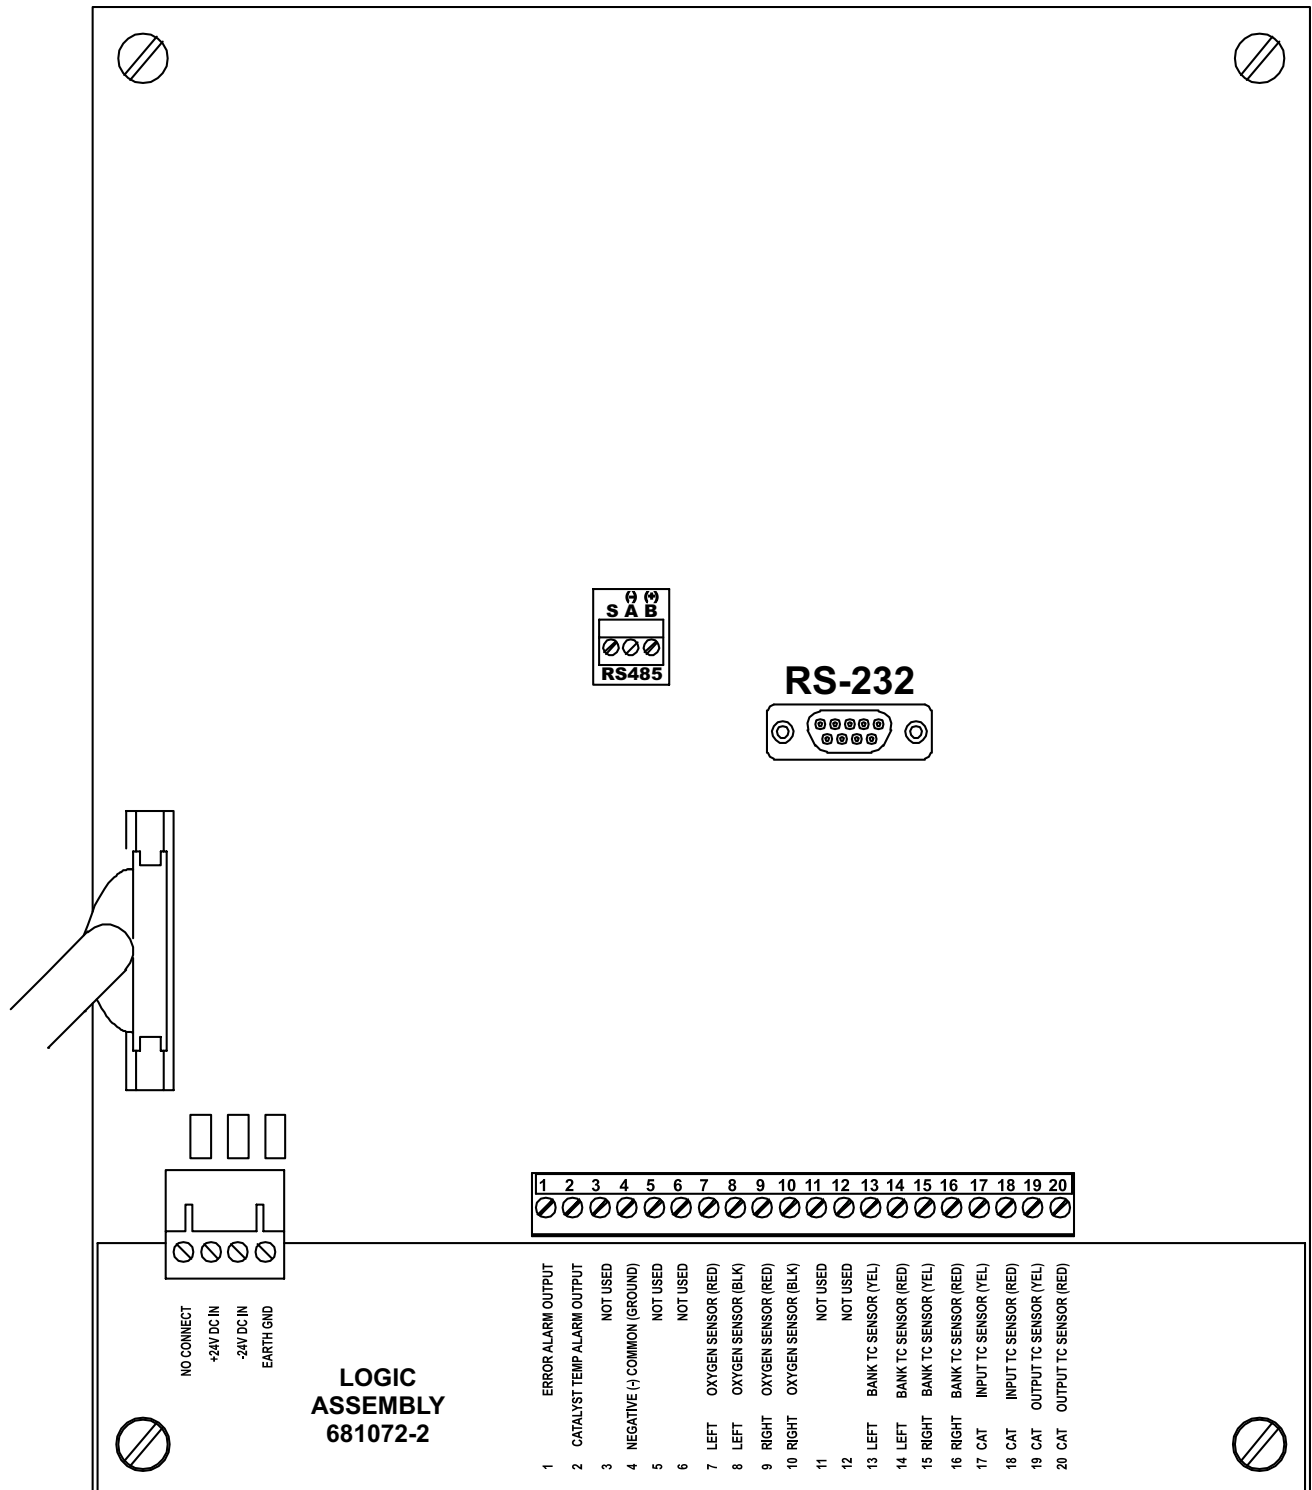 (-) (+)
S A B
RS485
RS-232
1 2 3 4 5 6 7 8 9 10 11 12 13 14 15 16 17 18 19 20
NO CONNECT
+24V DC IN
-24V DC IN
EARTH GND
LOGIC
ASSEMBLY
681072-2
1 ERROR ALARM OUTPUT
2 CATALYST TEMP ALARM OUTPUT
3 NOT USED
4 NEGATIVE (-) COMMON (GROUND)
5 NOT USED
6 NOT USED
7 LEFT OXYGEN SENSOR (RED)
8 LEFT OXYGEN SENSOR (BLK)
9 RIGHT OXYGEN SENSOR (RED)
10 RIGHT OXYGEN SENSOR (BLK)
11 NOT USED
12 NOT USED
13 LEFT BANK TC SENSOR (YEL)
14 LEFT BANK TC SENSOR (RED)
15 RIGHT BANK TC SENSOR (YEL)
16 RIGHT BANK TC SENSOR (RED)
17 CAT INPUT TC SENSOR (YEL)
18 CAT INPUT TC SENSOR (RED)
19 CAT OUTPUT TC SENSOR (YEL)
20 CAT OUTPUT TC SENSOR (RED)